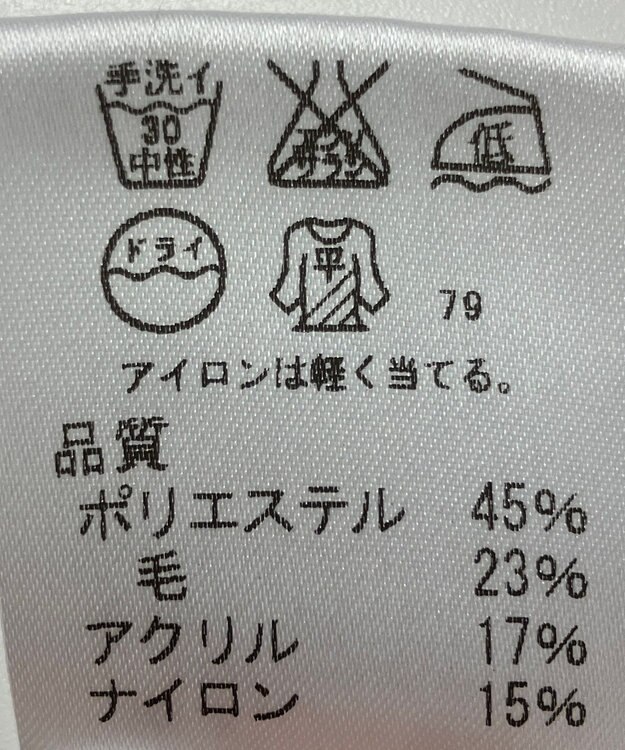 手洗イ
30
中性
エンソ
サラシ
低
ドライ
平
79
アイロンは軽く当てる。
品質
ポリエステル 45%
毛 23%
アクリル 17%
ナイロン 15%